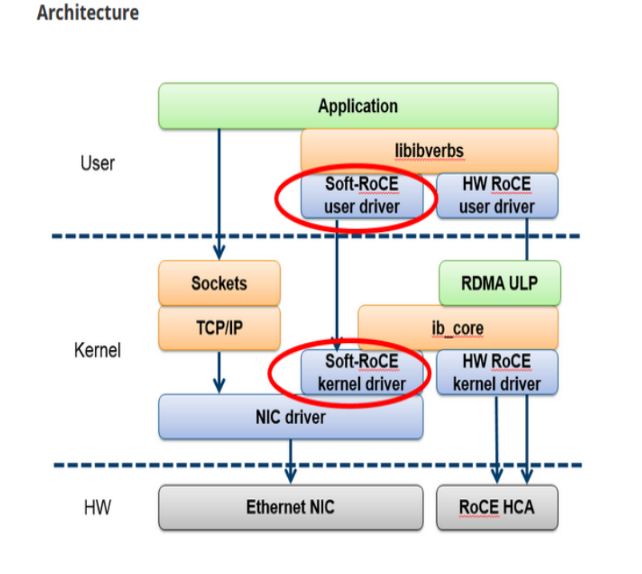 Architecture
Application
User
libibverbs
Soft-RoCE
user driver
HW RoCE
user driver
Sockets
RDMA ULP
TCP/IP
ib_core
Kernel
Soft-RoCE
kernel driver
HW RoCE
kernel driver
NIC driver
HW
Ethernet NIC
RoCE HCA